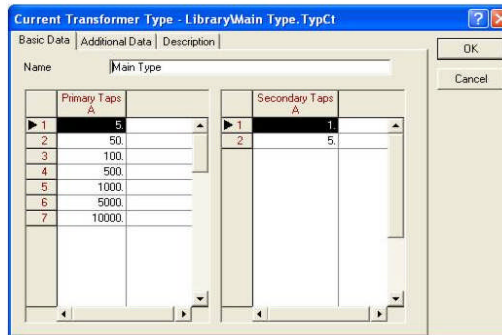 Current Transformer Type - Library\Main Type.TypCt
Basic Data Additional Data Description
Name Main Type
OK
Cancel
Primary Taps
A
1 5.
2 50.
3 100.
4 500.
5 1000.
6 5000.
7 10000.
Secondary Taps
A
1 1.
2 5.